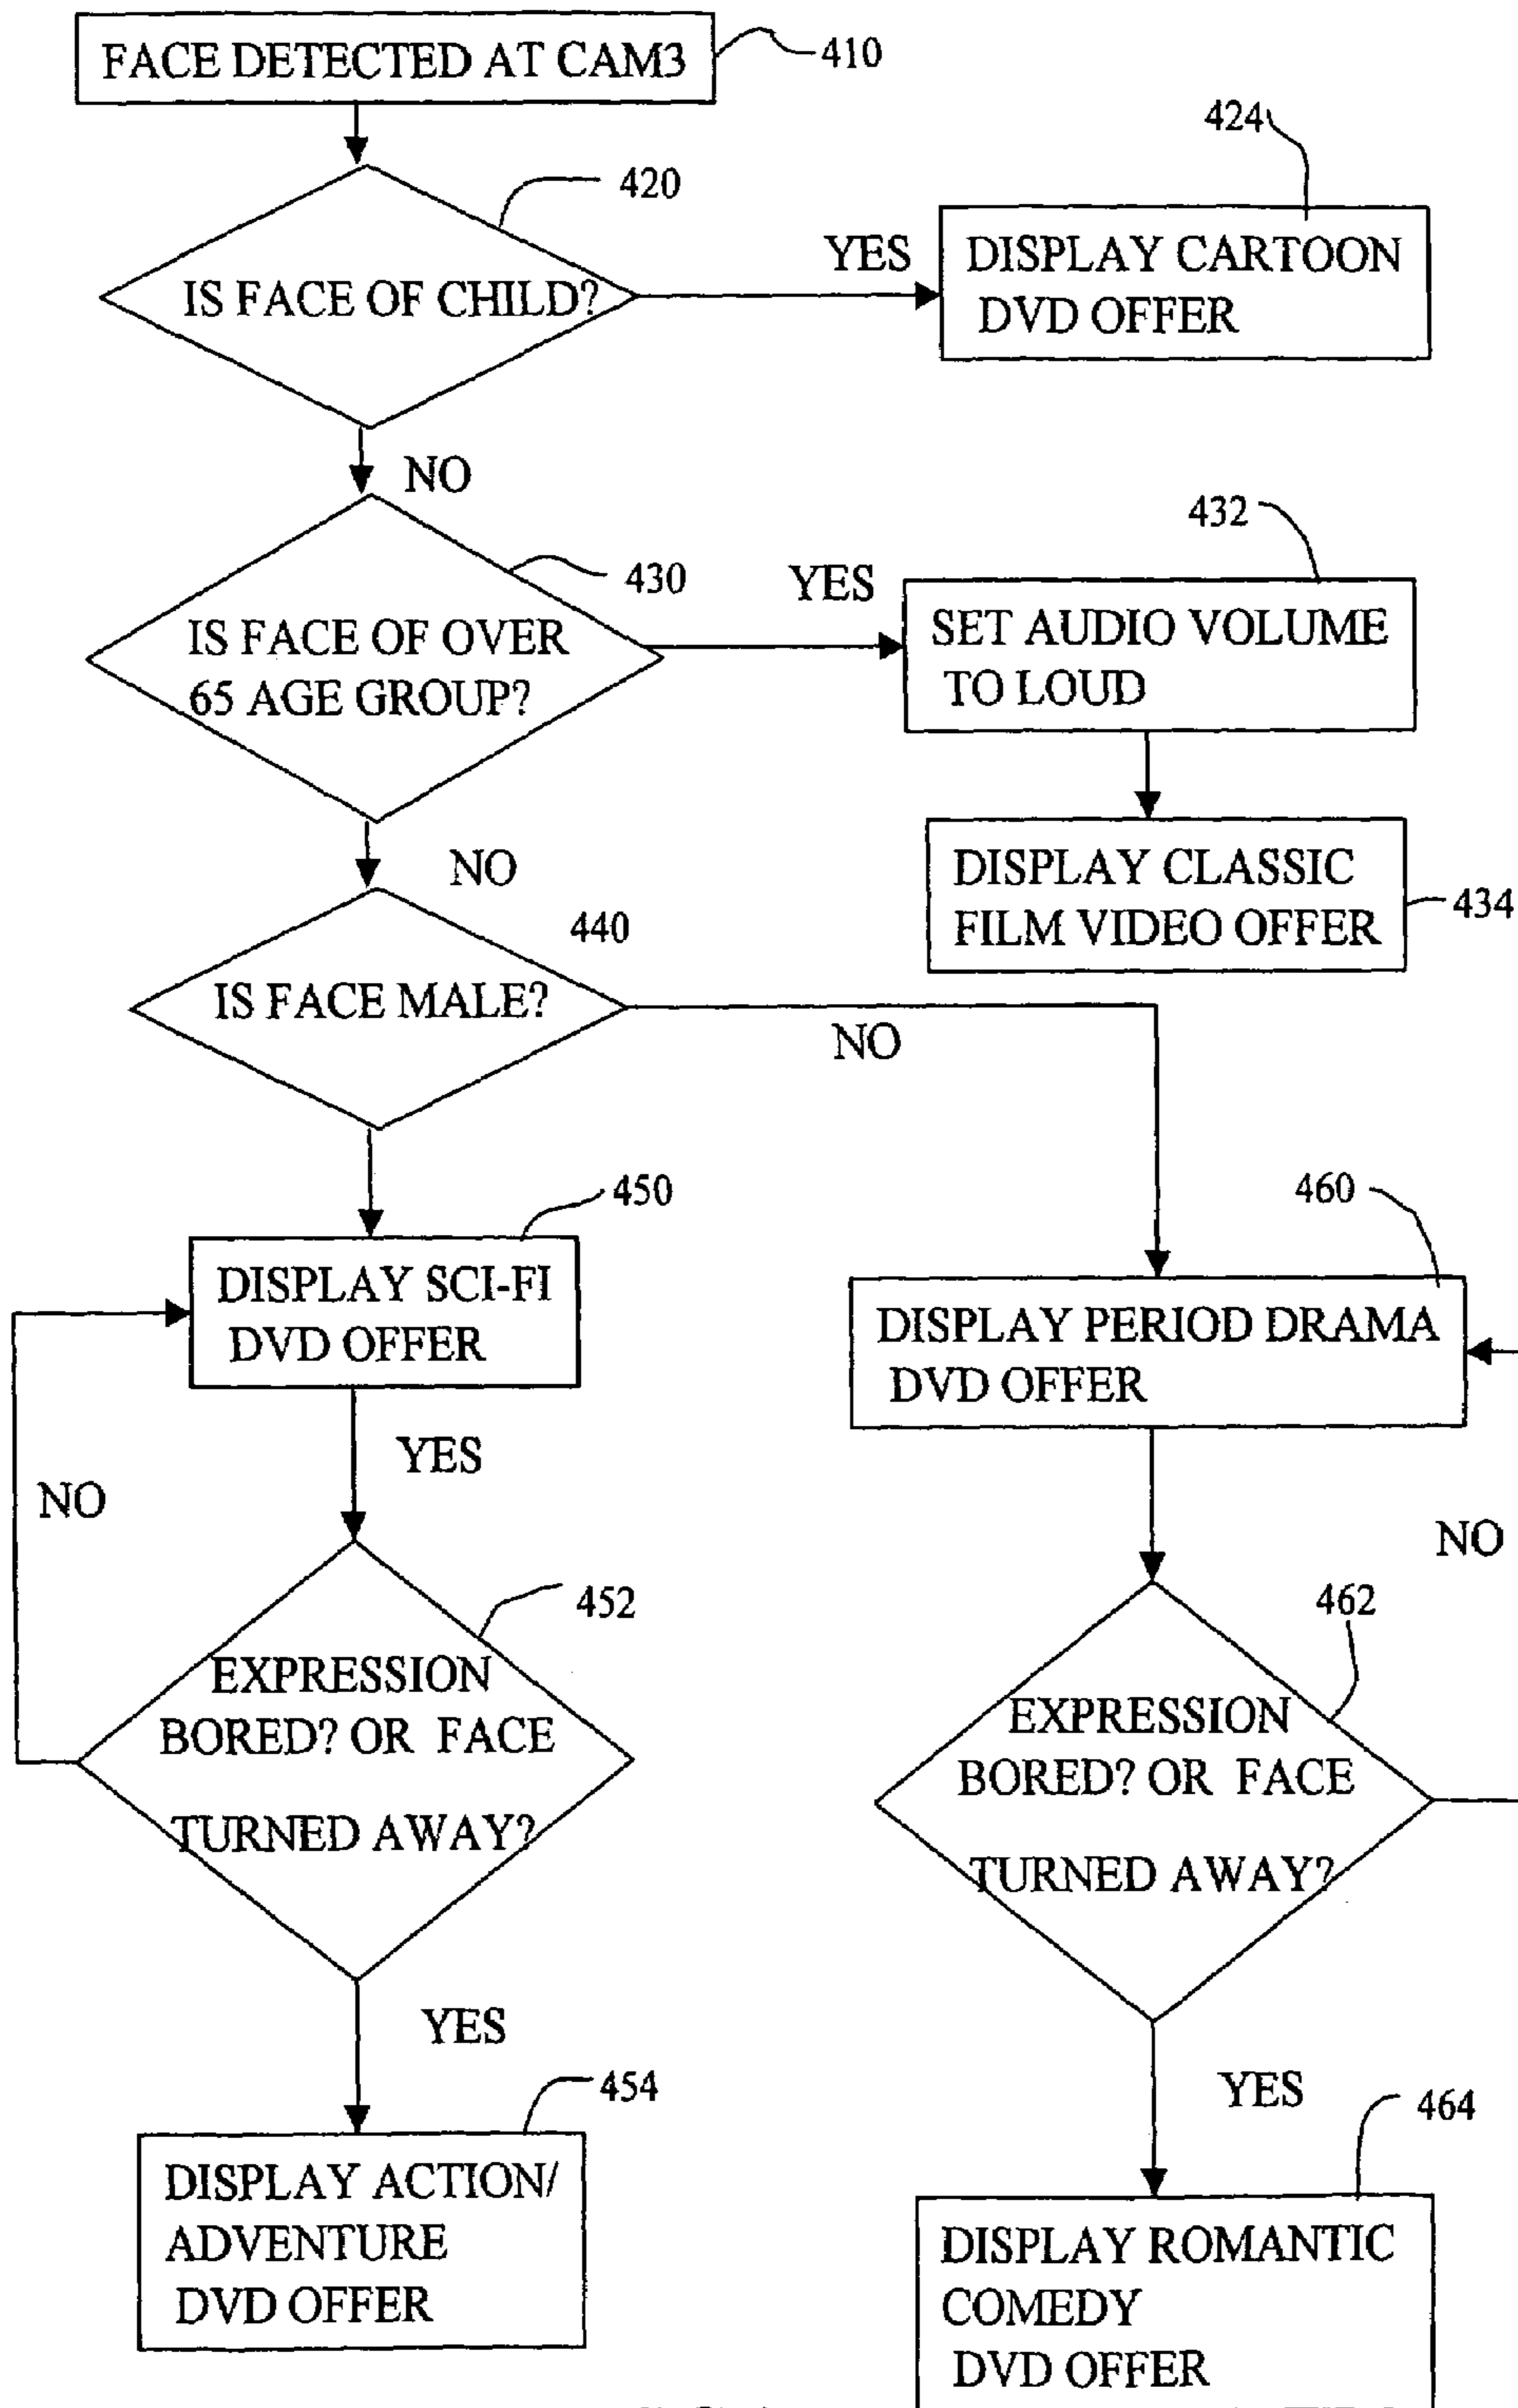 FACE DETECTED AT CAM3
410
424
420
YES
DISPLAY CARTOON
DVD OFFER
IS FACE OF CHILD?
NO
432
430
YES
IS FACE OF OVER
65 AGE GROUP?
SET AUDIO VOLUME
TO LOUD
NO
DISPLAY CLASSIC
FILM VIDEO OFFER
434
440
IS FACE MALE?
NO
450
460
DISPLAY SCI-FI
DVD OFFER
DISPLAY PERIOD DRAMA
DVD OFFER
YES
NO
NO
452
462
EXPRESSION
BORED? OR FACE
TURNED AWAY?
EXPRESSION
BORED? OR FACE
TURNED AWAY?
YES
YES
454
464
DISPLAY ACTION/
ADVENTURE
DVD OFFER
DISPLAY ROMANTIC
COMEDY
DVD OFFER